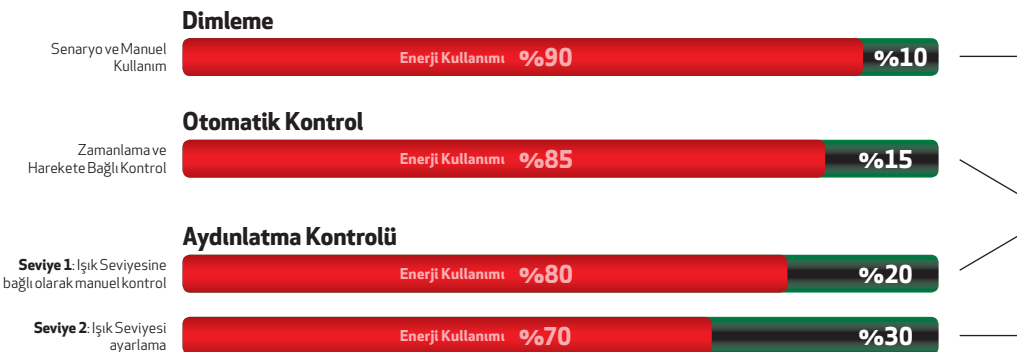 Dimleme
Senaryo ve Manuel
Kullanım
Enerji Kullanımı %90
%10
Otomatik Kontrol
Zamanlama ve
Harekete Bağlı Kontrol
Enerji Kullanımı %85
%15
Aydınlatma Kontrolü
Seviye 1: Işık Seviyesine
bağlı olarak manuel kontrol
Enerji Kullanımı %80
%20
Seviye 2: Işık Seviyesi
ayarlama
Enerji Kullanımı %70
%30